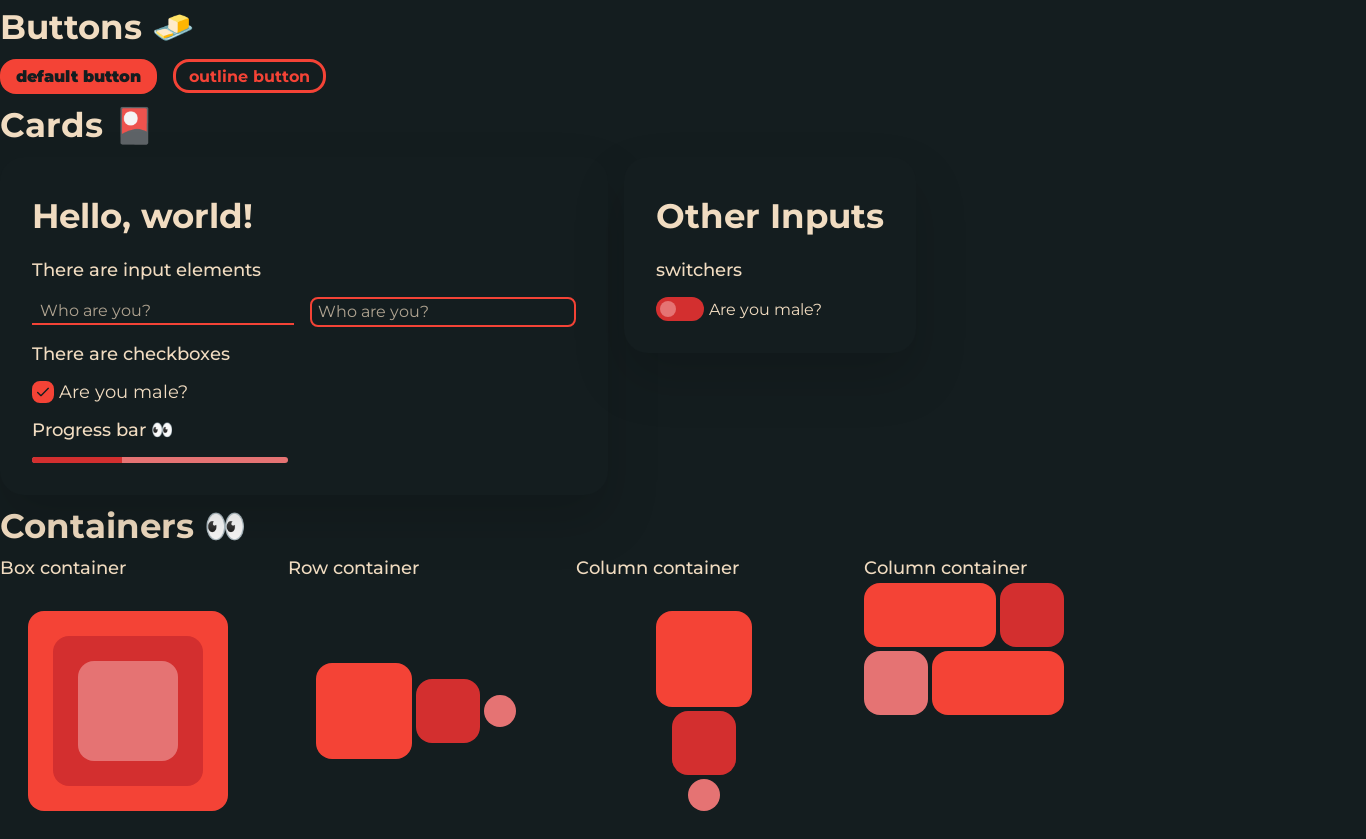 Buttons 🧈
default button
outline button
Cards 🎴
Hello, world!
There are input elements
Who are you?
Who are you?
There are checkboxes
Are you male?
Progress bar 👀
Other Inputs
switchers
Are you male?
Containers 👀
Box container
Row container
Column container
Column container